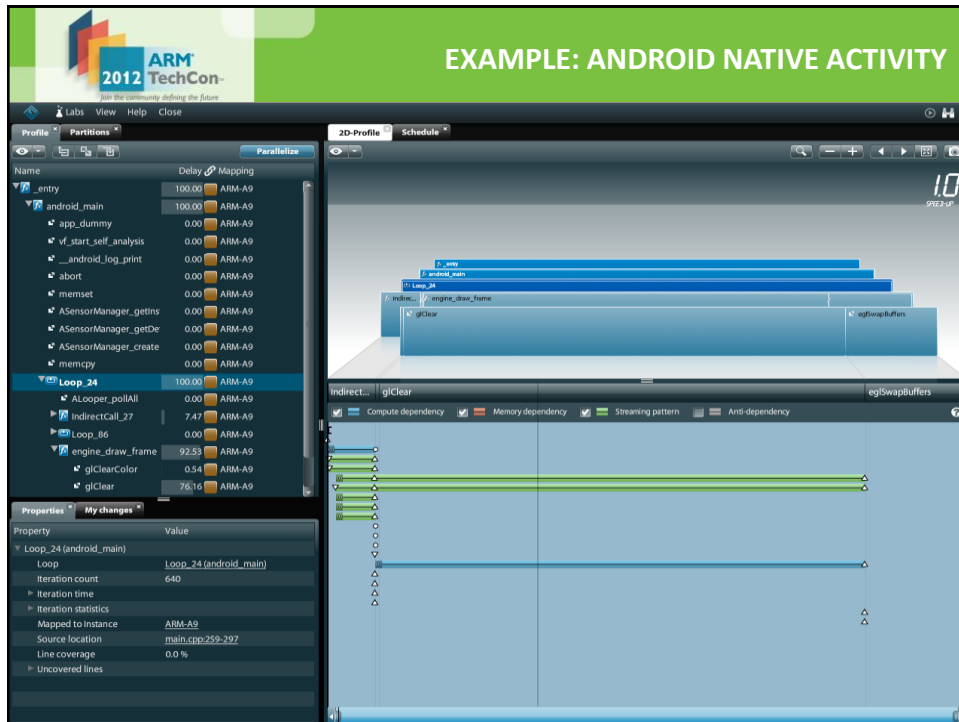 ARM
2012 TechCon
Join the community defining the future
EXAMPLE: ANDROID NATIVE ACTIVITY
Labs View Help Close
Profile Partitions
Parallelize
Name Delay Mapping
_entry 100.00 ARM-A9
android_main 100.00 ARM-A9
app_dummy 0.00 ARM-A9
vf_start_self_analysis 0.00 ARM-A9
__android_log_print 0.00 ARM-A9
abort 0.00 ARM-A9
memset 0.00 ARM-A9
ASensorManager_getIns 0.00 ARM-A9
ASensorManager_getDe 0.00 ARM-A9
ASensorManager_create 0.00 ARM-A9
memcpy 0.00 ARM-A9
Loop_24 100.00 ARM-A9
ALooper_pollAll 0.00 ARM-A9
IndirectCall_27 7.47 ARM-A9
Loop_86 0.00 ARM-A9
engine_draw_frame 92.53 ARM-A9
glClearColor 0.54 ARM-A9
glClear 76.16 ARM-A9
Properties My changes
Property Value
Loop_24 (android_main)
Loop Loop_24 (android_main)
Iteration count 640
Iteration time
Iteration statistics
Mapped to Instance ARM-A9
Source location main.cpp:259-297
Line coverage 0.0 %
Uncovered lines
2D-Profile Schedule
1.0
SPEED-UP
_entry
android_main
Loop_24
Indirec... engine_draw_frame
glClear eglSwapBuffers
Indirect... glClear eglSwapBuffers
Compute dependency Memory dependency Streaming pattern Anti-dependency